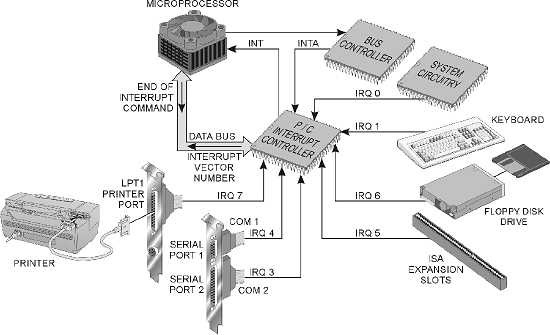 MICROPROCESSOR
INT
INTA
BUS
CONTROLLER
SYSTEM
CIRCUITRY
END OF
INTERRUPT
COMMAND
IRQ 0
P/C
INTERRUPT
CONTROLLER
IRQ 1
KEYBOARD
DATA BUS
INTERRUPT
VECTOR
NUMBER
LPT1
PRINTER
PORT
IRQ 7
IRQ 6
FLOPPY DISK
DRIVE
COM 1
SERIAL
PORT 1
IRQ 4
IRQ 5
PRINTER
SERIAL
PORT 2
IRQ 3
COM 2
ISA
EXPANSION
SLOTS